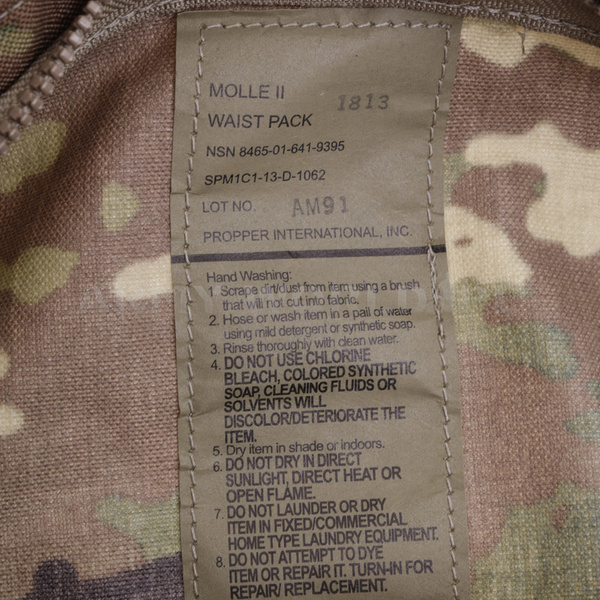 MOLLE II 1813
WAIST PACK
NSN 8465-01-641-9395
SPM1C1-13-D-1062
LOT NO. AM91
PROPPER INTERNATIONAL, INC.
Hand Washing:
1. Scrape dirt/dust from item using a brush
that will not cut into fabric.
2. Hose or wash item in a pail of water
using mild detergent or synthetic soap.
3. Rinse thoroughly with clean water.
4. DO NOT USE CHLORINE
BLEACH, COLORED SYNTHETIC
SOAP, CLEANING FLUIDS OR
SOLVENTS WILL
DISCOLOR/DETERIORATE THE
ITEM.
5. Dry item in shade or indoors.
6. DO NOT DRY IN DIRECT
SUNLIGHT, DIRECT HEAT OR
OPEN FLAME.
7. DO NOT LAUNDER OR DRY
ITEM IN FIXED/COMMERCIAL
HOME TYPE LAUNDRY EQUIPMENT.
8. DO NOT ATTEMPT TO DYE
ITEM OR REPAIR IT. TURN-IN FOR
REPAIR/ REPLACEMENT.